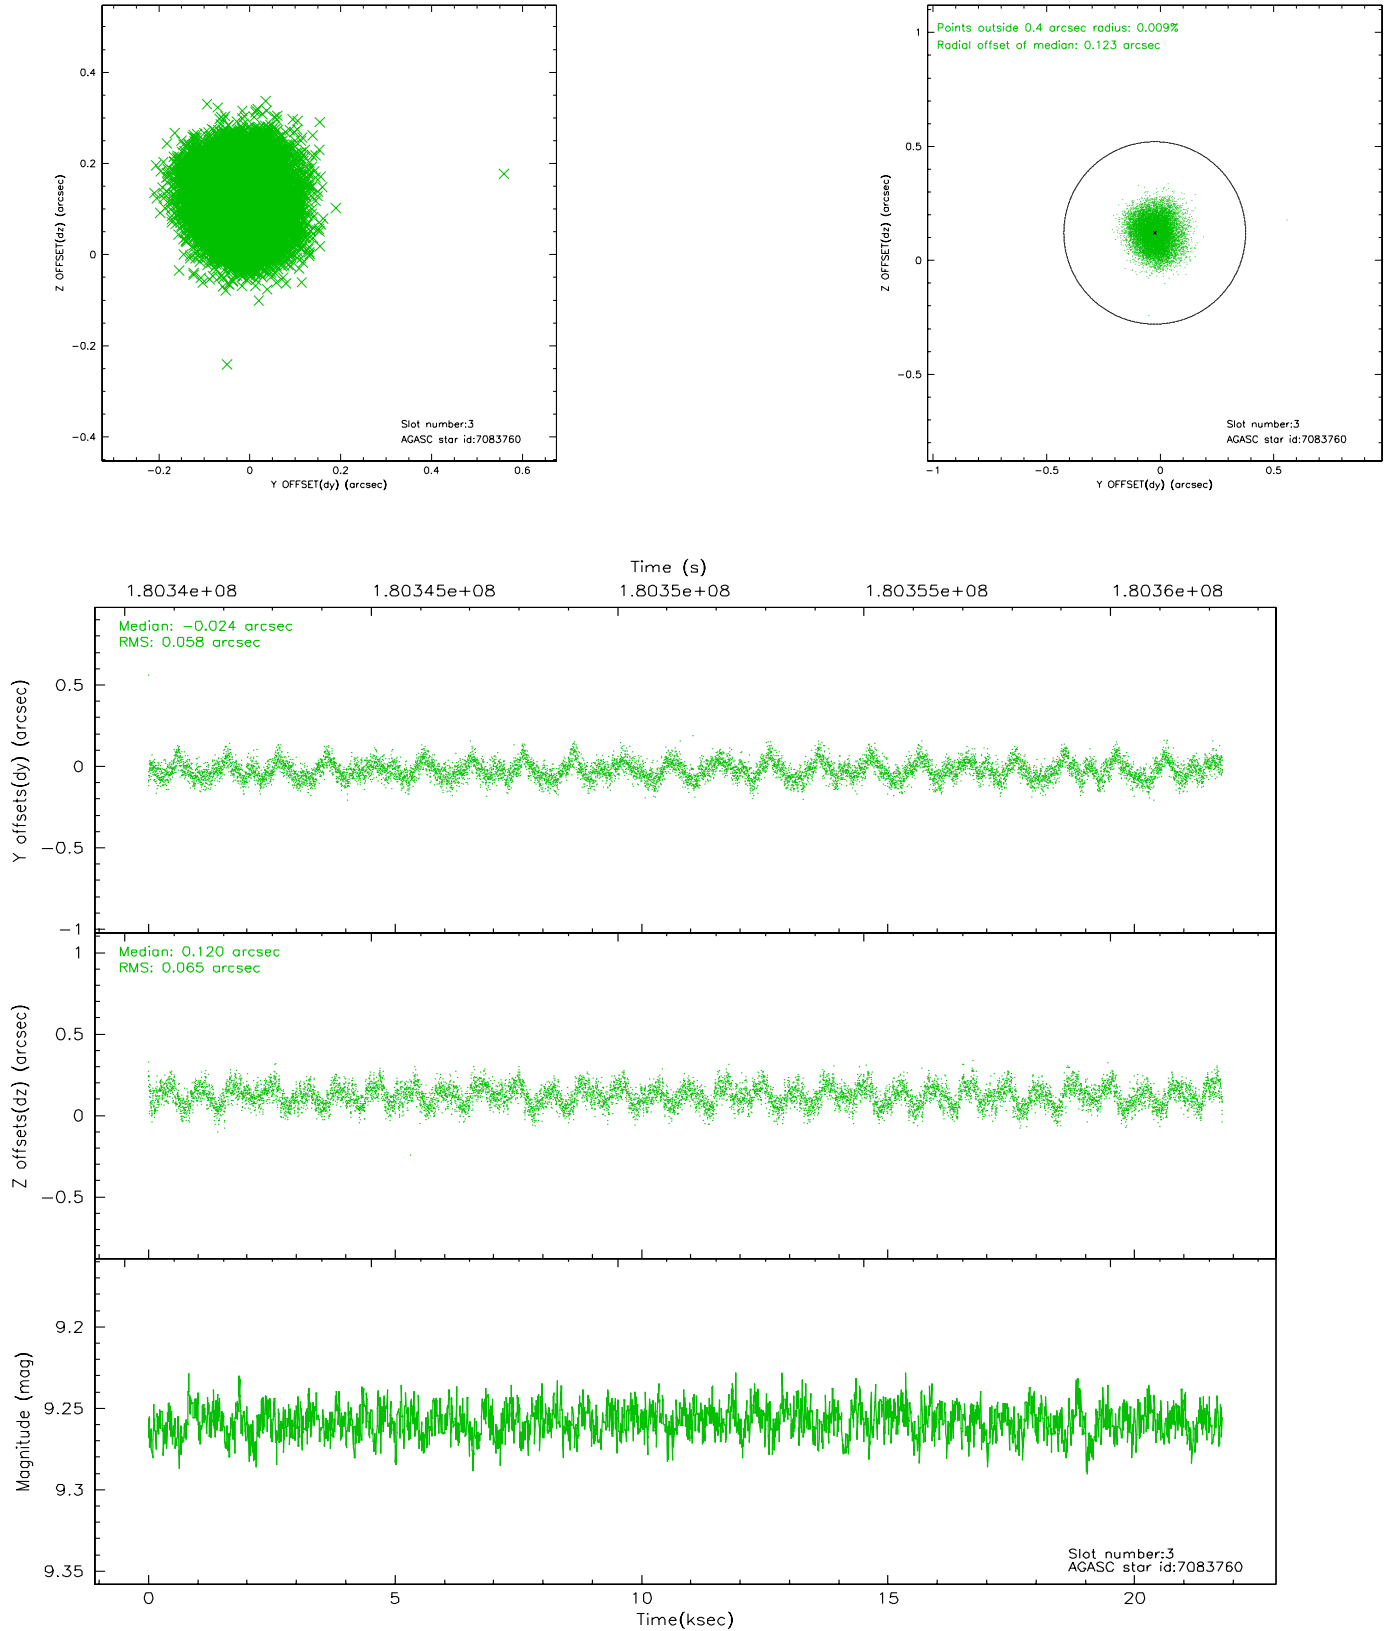 Points outside 0.4 arcsec radius: 0.009%
Radial offset of median: 0.123 arcsec
0.4
0.2
0
-0.2
-0.4
Z OFFSET(dz) (arcsec)
Slot number:3
AGASC star id:7083760
-0.2 0 0.2 0.4 0.6
Y OFFSET(dy) (arcsec)
1
0.5
0
-0.5
Z OFFSET(dz) (arcsec)
Slot number:3
AGASC star id:7083760
-1 -0.5 0 0.5
Y OFFSET(dy) (arcsec)
Time (s)
1.8034e+08 1.80345e+08 1.8035e+08 1.80355e+08 1.8036e+08
Median: -0.024 arcsec
RMS: 0.058 arcsec
0.5
0
-0.5
-1
Y offsets(dy) (arcsec)
Median: 0.120 arcsec
RMS: 0.065 arcsec
1
0.5
0
-0.5
Z offsets(dz) (arcsec)
9.2
9.25
9.3
9.35
Magnitude (mag)
Slot number:3
AGASC star id:7083760
0 5 10 15 20
Time(ksec)